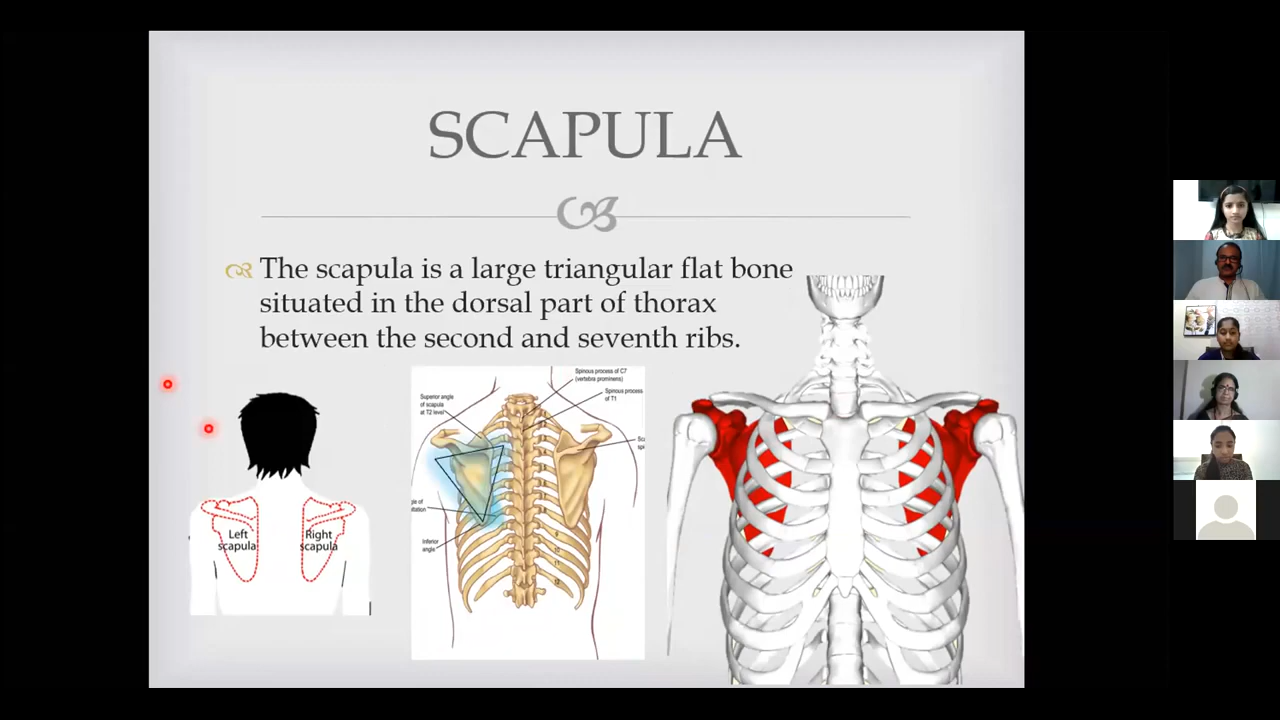 SCAPULA
The scapula is a large triangular flat bone
situated in the dorsal part of thorax
between the second and seventh ribs.
Left
scapula
Right
scapula
Spinous process of C7
(vertebra prominens)
Spinous process
of T1
Superior angle
of scapula
at T2 level
Inferior
angle
11
12